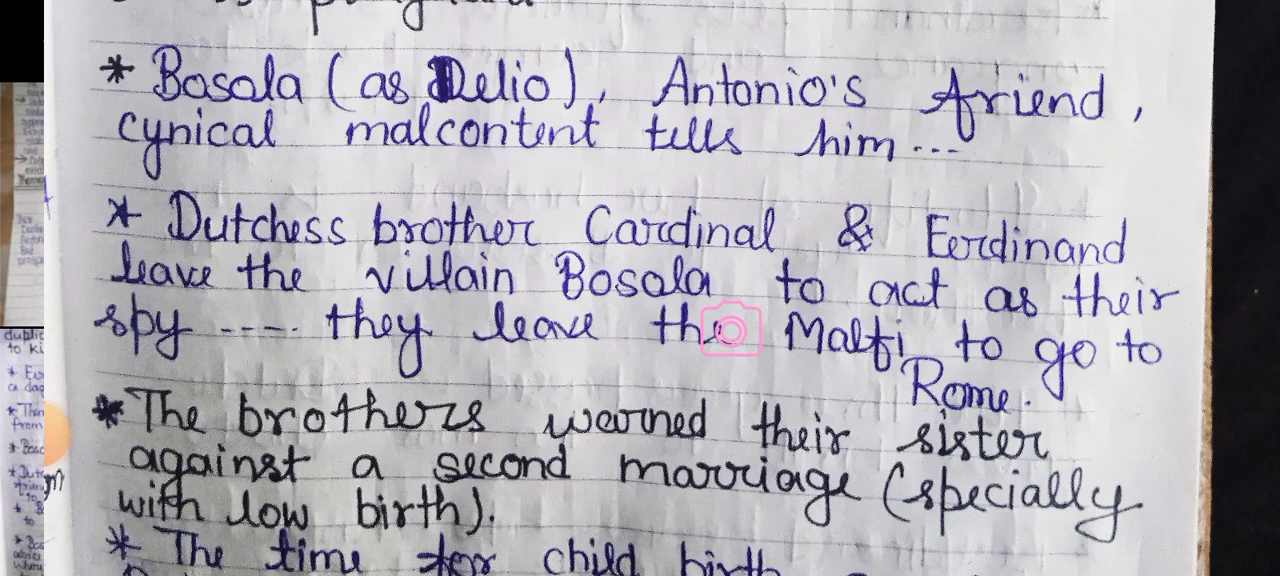 * Bosola (as Delio), Antonio's friend,
cynical malcontent tells him...
* Dutchess brother Cardinal & Ferdinand
leave the villain Bosola to act as their
spy ---- they leave the Malfi to go to
Rome.
* The brothers warned their sister
against a second marriage (specially
with low birth).
* The time for child birth